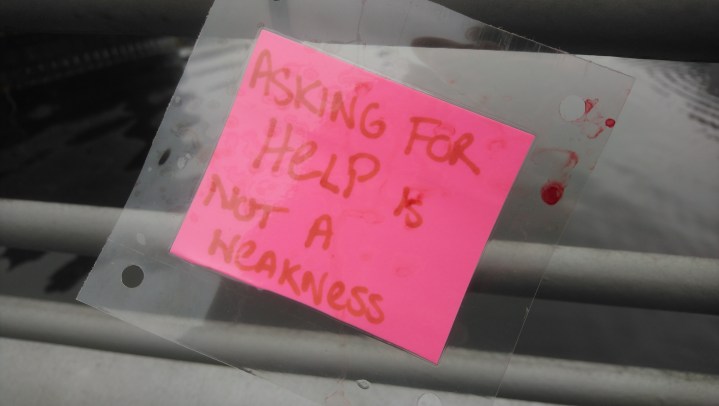 ASKING FOR
HeLP IS
NOT A
WeAKNeSS